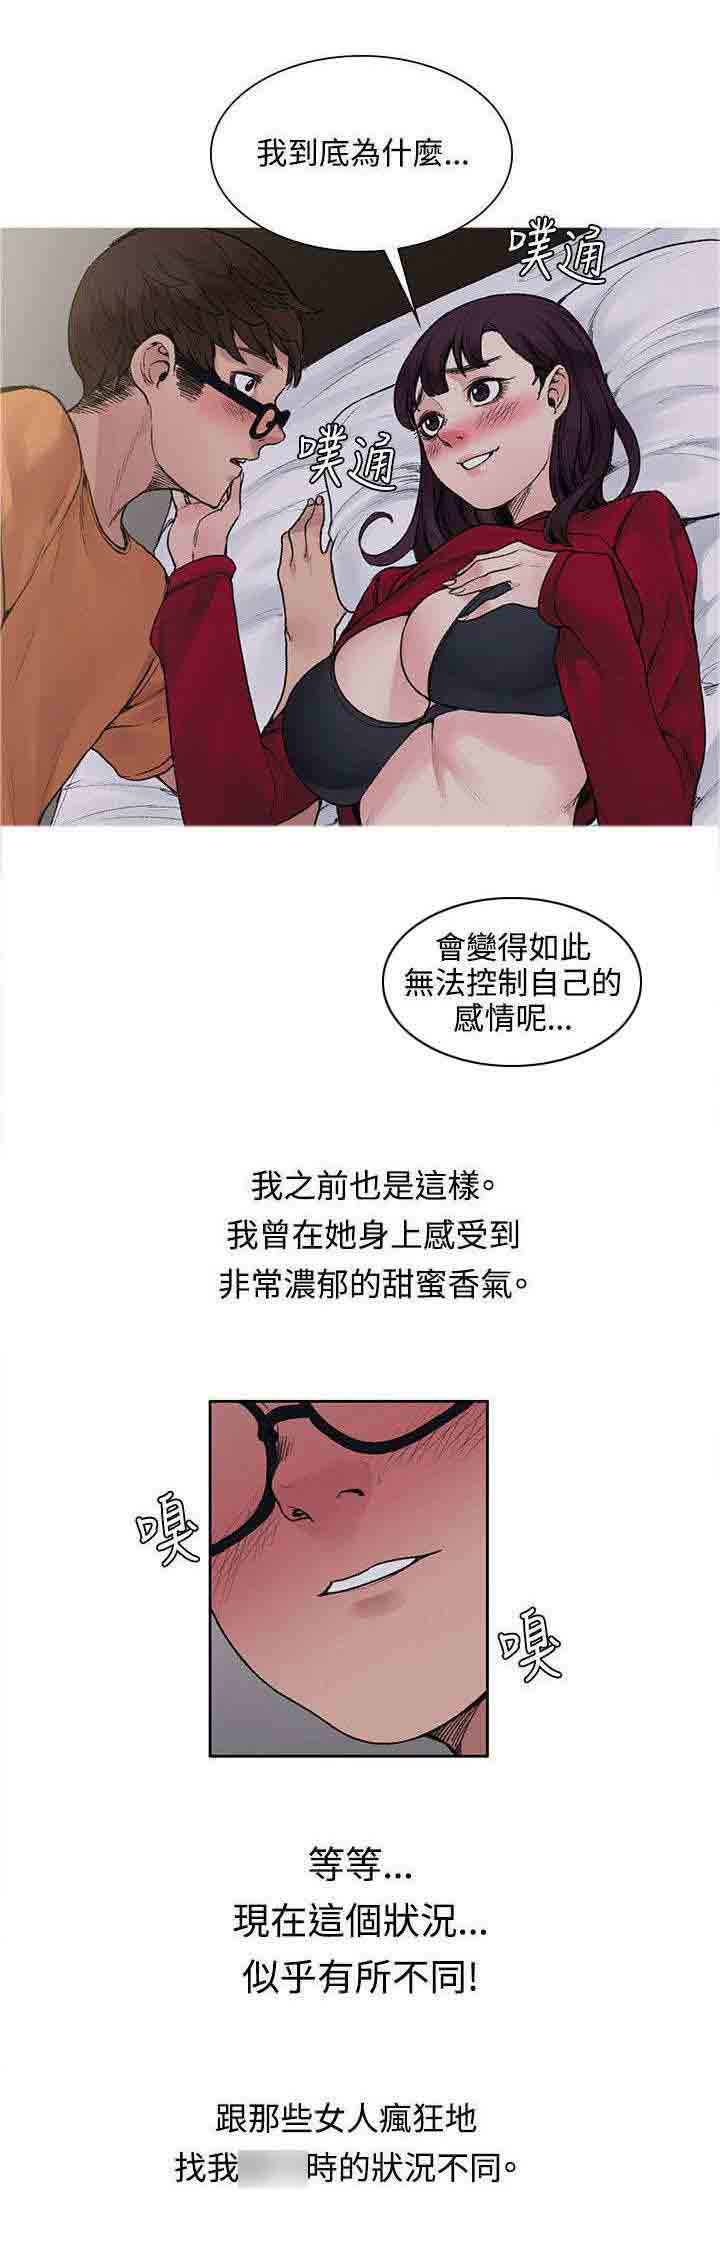 我到底為什麼...
噗通
噗通
會變得如此
無法控制自己的
感情呢...
我之前也是這樣。
我曾在她身上感受到
非常濃郁的甜蜜香氣。
嗅
嗅
等等...
現在這個狀況...
似乎有所不同!
跟那些女人瘋狂地
找我 時的狀況不同。